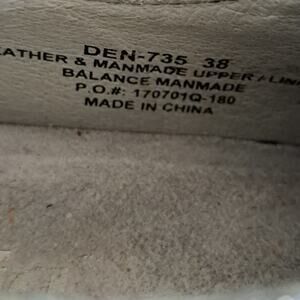 DEN-735 38
EATHER & MANMADE UPPER / LIN
BALANCE MANMADE
P.O.#: 170701Q-180
MADE IN CHINA